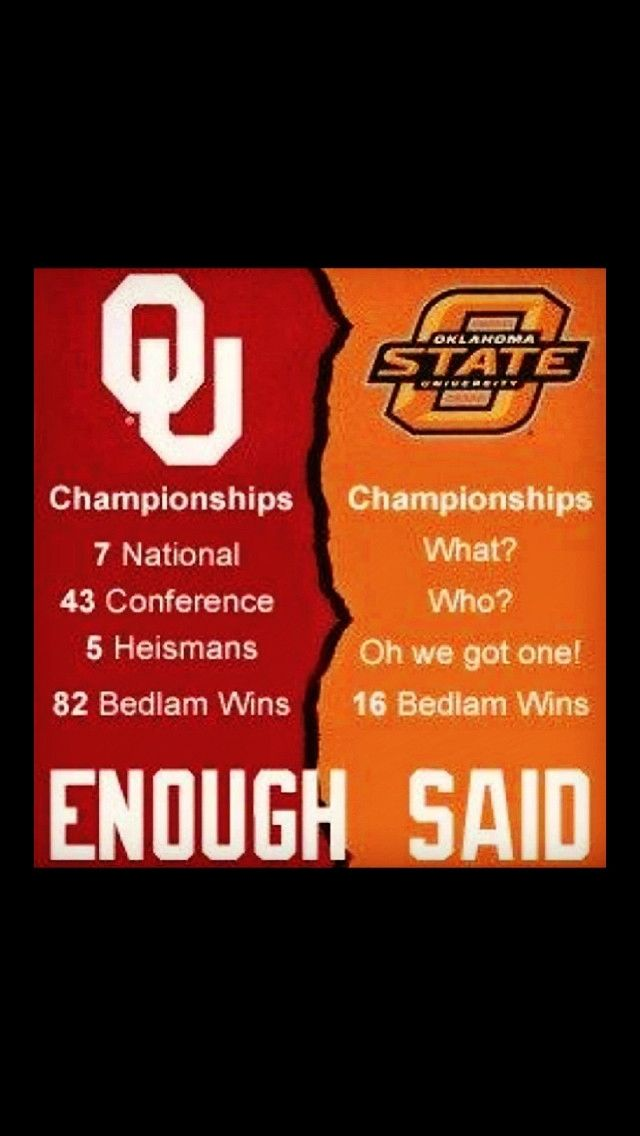 OU
Championships
7 National
43 Conference
5 Heismans
82 Bedlam Wins
OKLAHOMA
STATE
UNIVERSITY
Championships
What?
Who?
Oh we got one!
16 Bedlam Wins
ENOUGH SAID